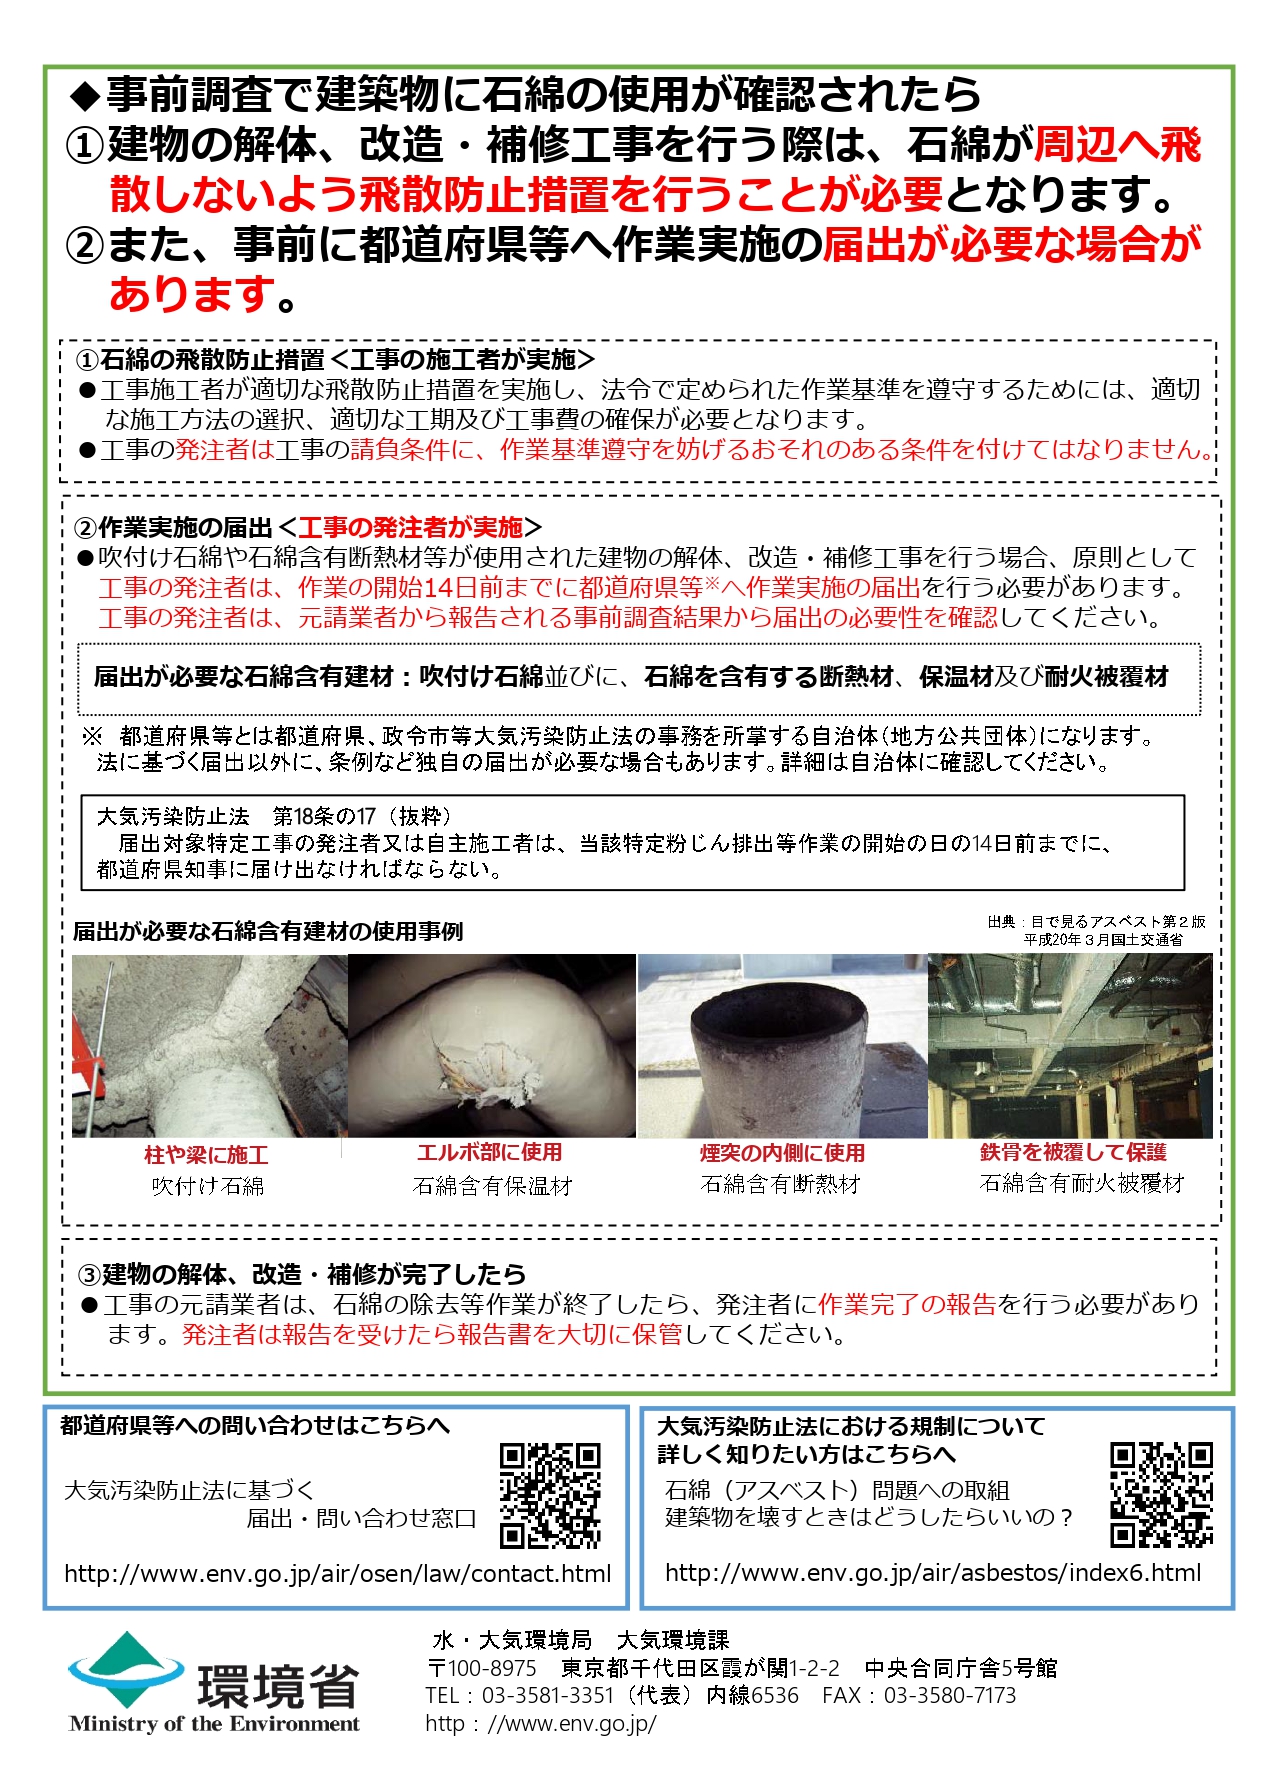 ◆事前調査で建築物に石綿の使用が確認されたら
①建物の解体、改造・補修工事を行う際は、石綿が周辺へ飛
散しないよう飛散防止措置を行うことが必要となります。
②また、事前に都道府県等へ作業実施の届出が必要な場合が
あります。
①石綿の飛散防止措置＜工事の施工者が実施＞
●工事施工者が適切な飛散防止措置を実施し、法令で定められた作業基準を遵守するためには、適切
な施工方法の選択、適切な工期及び工事費の確保が必要となります。
●工事の発注者は工事の請負条件に、作業基準遵守を妨げるおそれのある条件を付けてはなりません。
②作業実施の届出＜工事の発注者が実施＞
●吹付け石綿や石綿含有断熱材等が使用された建物の解体、改造・補修工事を行う場合、原則として
工事の発注者は、作業の開始14日前までに都道府県等※へ作業実施の届出を行う必要があります。
工事の発注者は、元請業者から報告される事前調査結果から届出の必要性を確認してください。
届出が必要な石綿含有建材：吹付け石綿並びに、石綿を含有する断熱材、保温材及び耐火被覆材
※　都道府県等とは都道府県、政令市等大気汚染防止法の事務を所掌する自治体（地方公共団体）になります。
法に基づく届出以外に、条例など独自の届出が必要な場合もあります。詳細は自治体に確認してください。
大気汚染防止法　第18条の17（抜粋）
届出対象特定工事の発注者又は自主施工者は、当該特定粉じん排出等作業の開始の日の14日前までに、
都道府県知事に届け出なければならない。
届出が必要な石綿含有建材の使用事例
出典：目で見るアスベスト第２版
平成20年３月国土交通省
柱や梁に施工
吹付け石綿
エルボ部に使用
石綿含有保温材
煙突の内側に使用
石綿含有断熱材
鉄骨を被覆して保護
石綿含有耐火被覆材
③建物の解体、改造・補修が完了したら
●工事の元請業者は、石綿の除去等作業が終了したら、発注者に作業完了の報告を行う必要があり
ます。発注者は報告を受けたら報告書を大切に保管してください。
都道府県等への問い合わせはこちらへ
大気汚染防止法に基づく
届出・問い合わせ窓口
http://www.env.go.jp/air/osen/law/contact.html
大気汚染防止法における規制について
詳しく知りたい方はこちらへ
石綿（アスベスト）問題への取組
建築物を壊すときはどうしたらいいの？
http://www.env.go.jp/air/asbestos/index6.html
環境省
Ministry of the Environment
水・大気環境局　大気環境課
〒100-8975　東京都千代田区霞が関1-2-2　中央合同庁舎5号館
TEL：03-3581-3351（代表）内線6536　FAX：03-3580-7173
http：//www.env.go.jp/